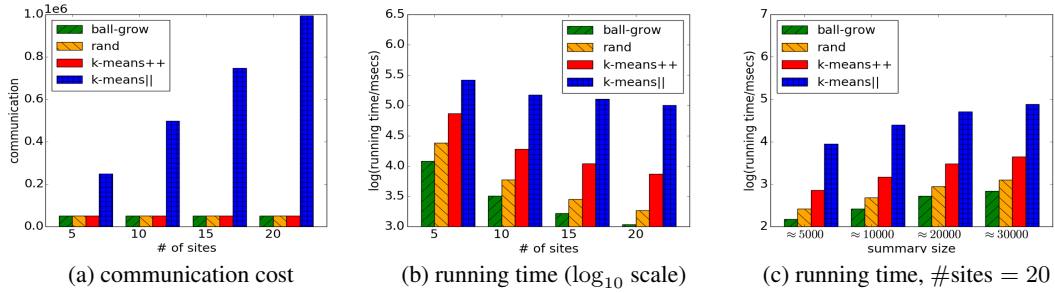 1e6
1.0
0.8
0.6
0.4
0.2
0.0
communication
ball-grow
rand
k-means++
k-means||
5 10 15 20
# of sites
(a) communication cost
6.5
6.0
5.5
5.0
4.5
4.0
3.5
3.0
log(running time/msecs)
ball-grow
rand
k-means++
k-means||
5 10 15 20
# of sites
(b) running time (log₁₀ scale)
7
6
5
4
3
2
log(running time/msecs)
ball-grow
rand
k-means++
k-means||
≈5000 ≈10000 ≈20000 ≈30000
summary size
(c) running time, #sites = 20